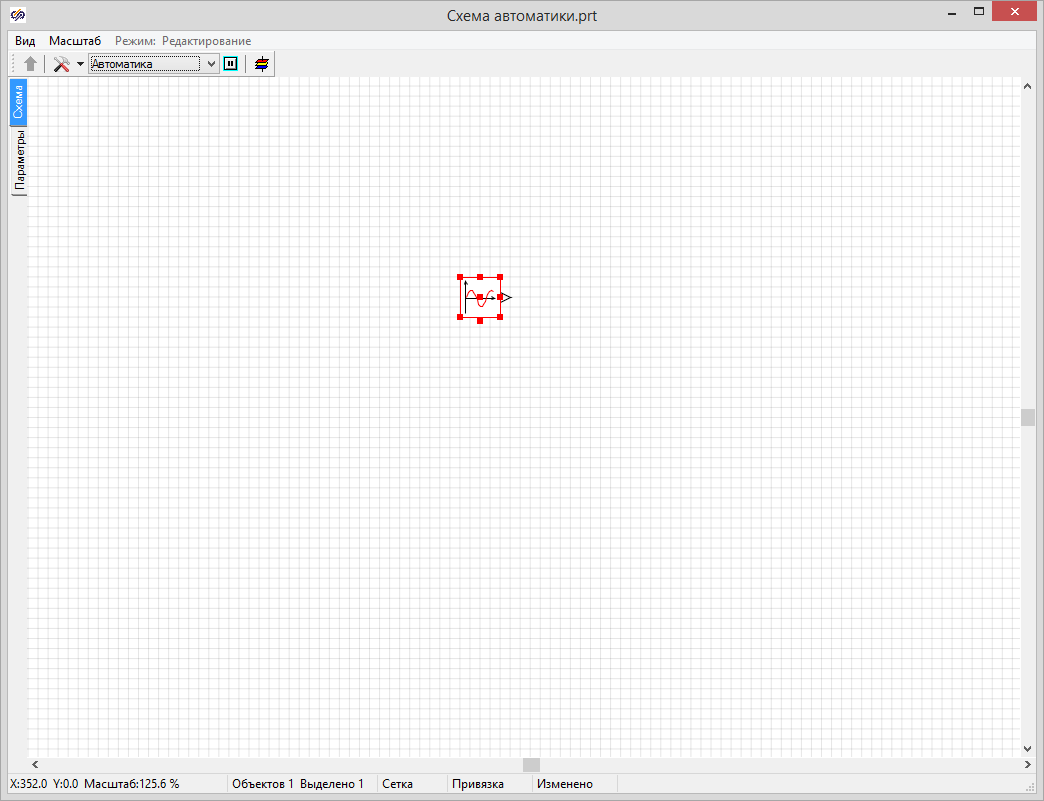 Схема автоматики.prt
Вид Масштаб Режим: Редактирование
Автоматика
Схема
Параметры
X:352.0 Y:0.0 Масштаб:125.6 % Объектов 1 Выделено 1 Сетка Привязка Изменено